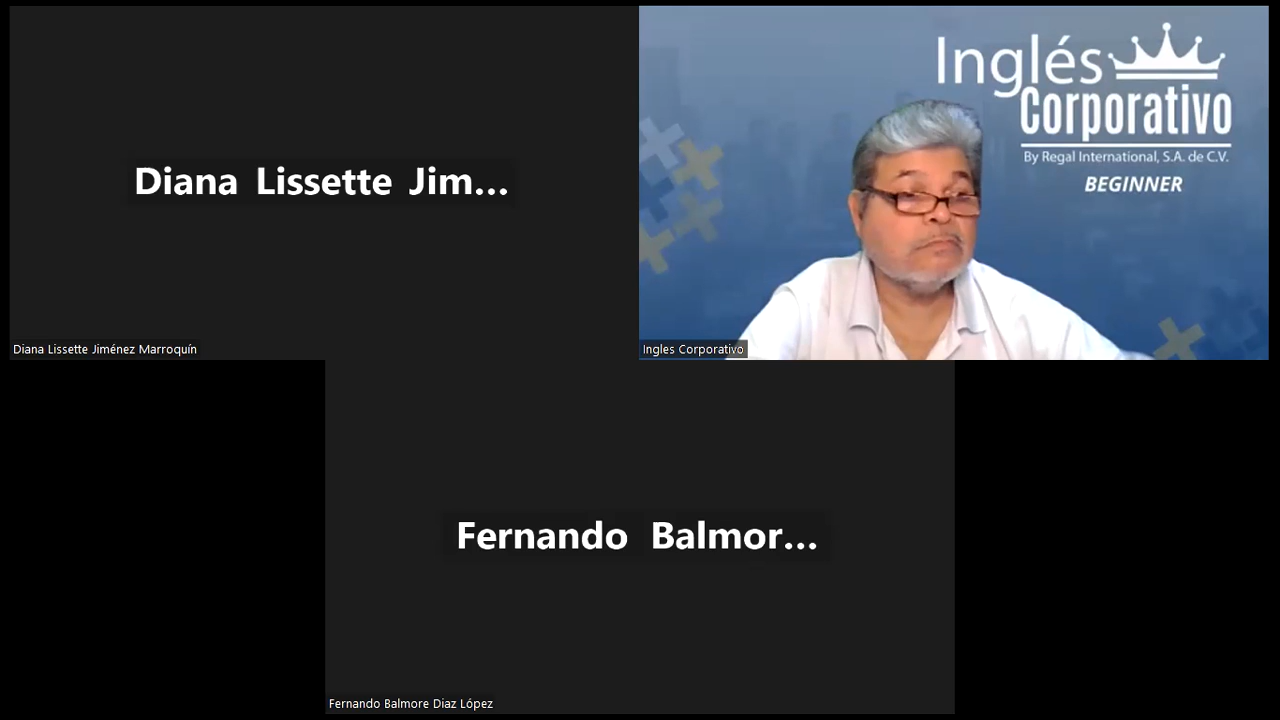 Diana Lissette Jim...
Diana Lissette Jiménez Marroquín
Inglés
Corporativo
By Regal International, S.A. de C.V.
BEGINNER
Ingles Corporativo
Fernando Balmor...
Fernando Balmore Diaz López